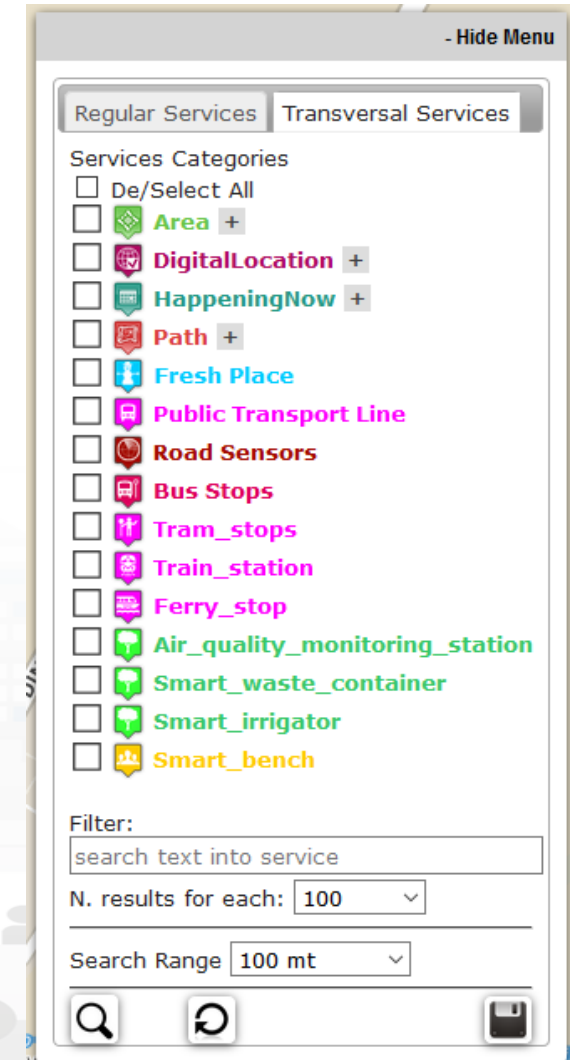 - Hide Menu
Regular Services Transversal Services
Services Categories
De/Select All
Area +
DigitalLocation +
HappeningNow +
Path +
Fresh Place
Public Transport Line
Road Sensors
Bus Stops
Tram_stops
Train_station
Ferry_stop
Air_quality_monitoring_station
Smart_waste_container
Smart_irrigator
Smart_bench
Filter:
search text into service
N. results for each: 100
Search Range 100 mt